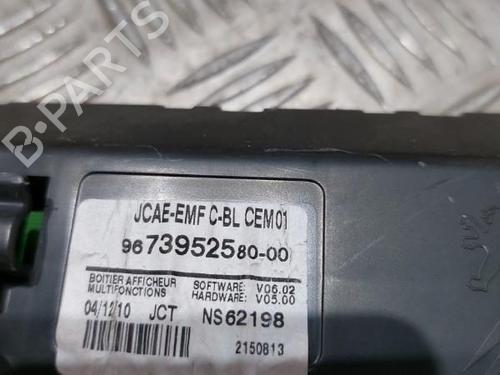 B-PARTS
JCAE-EMF C-BL CEM01
9673952580-00
BOITIER AFFICHEUR SOFTWARE: V06.02
MULTIFONCTIONS HARDWARE: V05.00
04/12/10 JCT NS62198
2150813